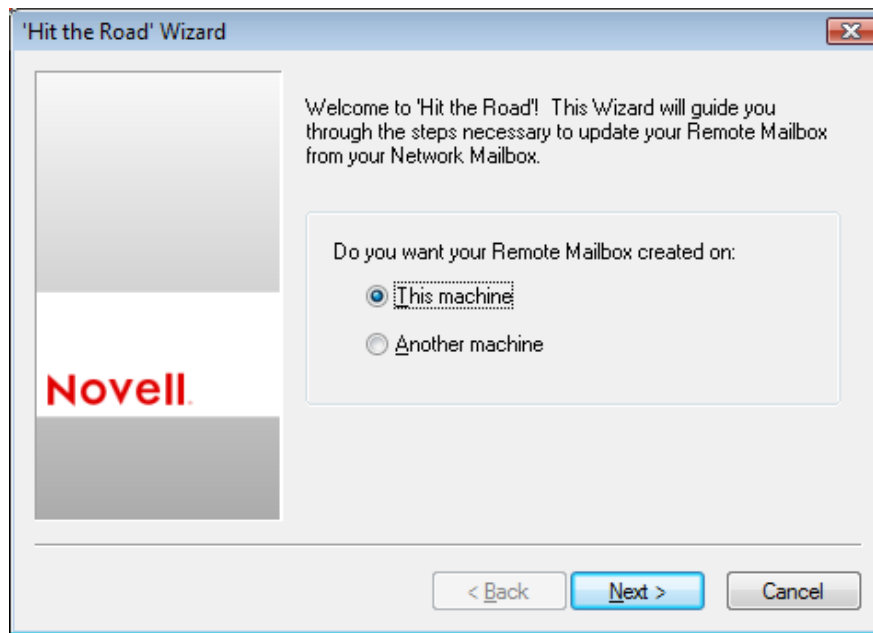 'Hit the Road' Wizard
Welcome to 'Hit the Road'! This Wizard will guide you
through the steps necessary to update your Remote Mailbox
from your Network Mailbox.
Do you want your Remote Mailbox created on:
This machine
Another machine
Novell.
< Back
Next >
Cancel